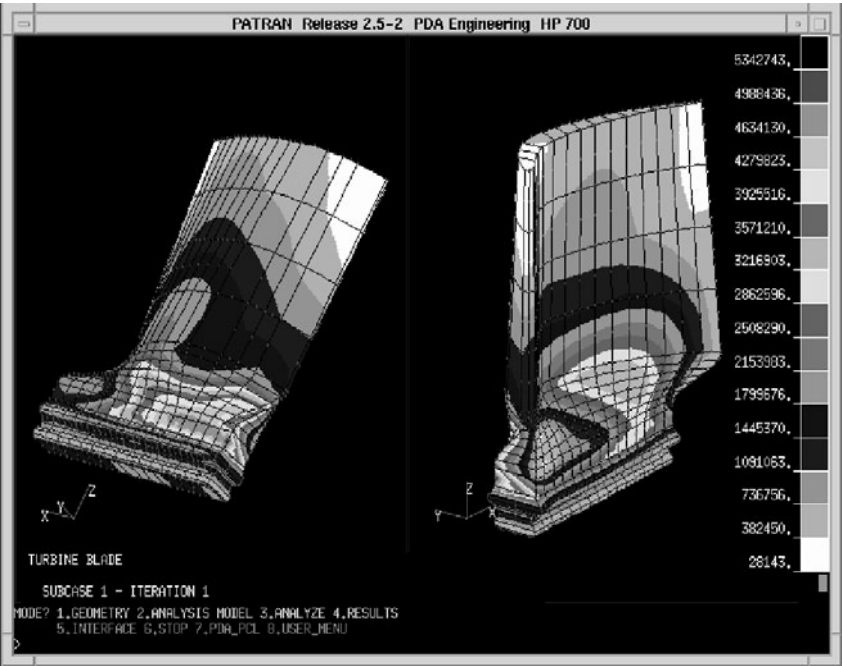 PATRAN Release 2.5-2 PDA Engineering HP 700
5342743.
4988436.
4634130.
4279823.
3925516.
3571210.
3216903.
2862596.
2508290.
2153983.
1799676.
1445370.
1091063.
736756.
382450.
28143.
Z
Y
X
Z
Y
X
TURBINE BLADE
SUBCASE 1 - ITERATION 1
MODE? 1.GEOMETRY 2.ANALYSIS MODEL 3.ANALYZE 4.RESULTS
5.INTERFACE 6.STOP 7.PDA_PCL 8.USER_MENU
>